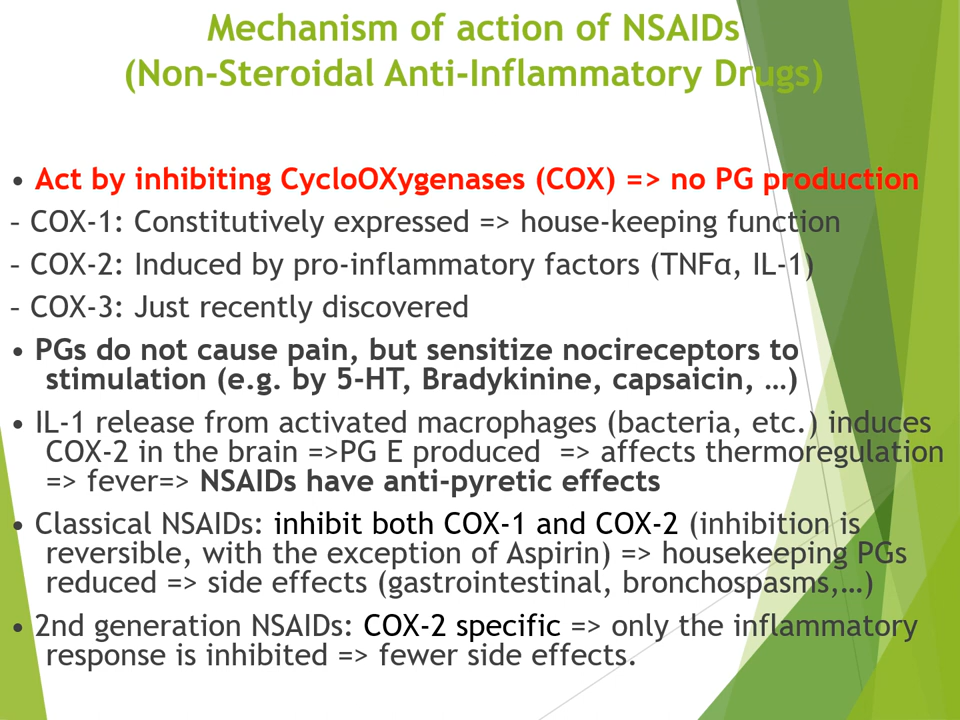 Mechanism of action of NSAIDs
(Non-Steroidal Anti-Inflammatory Drugs)
• Act by inhibiting CycloOXygenases (COX) => no PG production
– COX-1: Constitutively expressed => house-keeping function
– COX-2: Induced by pro-inflammatory factors (TNFα, IL-1)
– COX-3: Just recently discovered
• PGs do not cause pain, but sensitize nocireceptors to
stimulation (e.g. by 5-HT, Bradykinine, capsaicin, …)
• IL-1 release from activated macrophages (bacteria, etc.) induces
COX-2 in the brain =>PG E produced => affects thermoregulation
=> fever=> NSAIDs have anti-pyretic effects
• Classical NSAIDs: inhibit both COX-1 and COX-2 (inhibition is
reversible, with the exception of Aspirin) => housekeeping PGs
reduced => side effects (gastrointestinal, bronchospasms,…)
• 2nd generation NSAIDs: COX-2 specific => only the inflammatory
response is inhibited => fewer side effects.